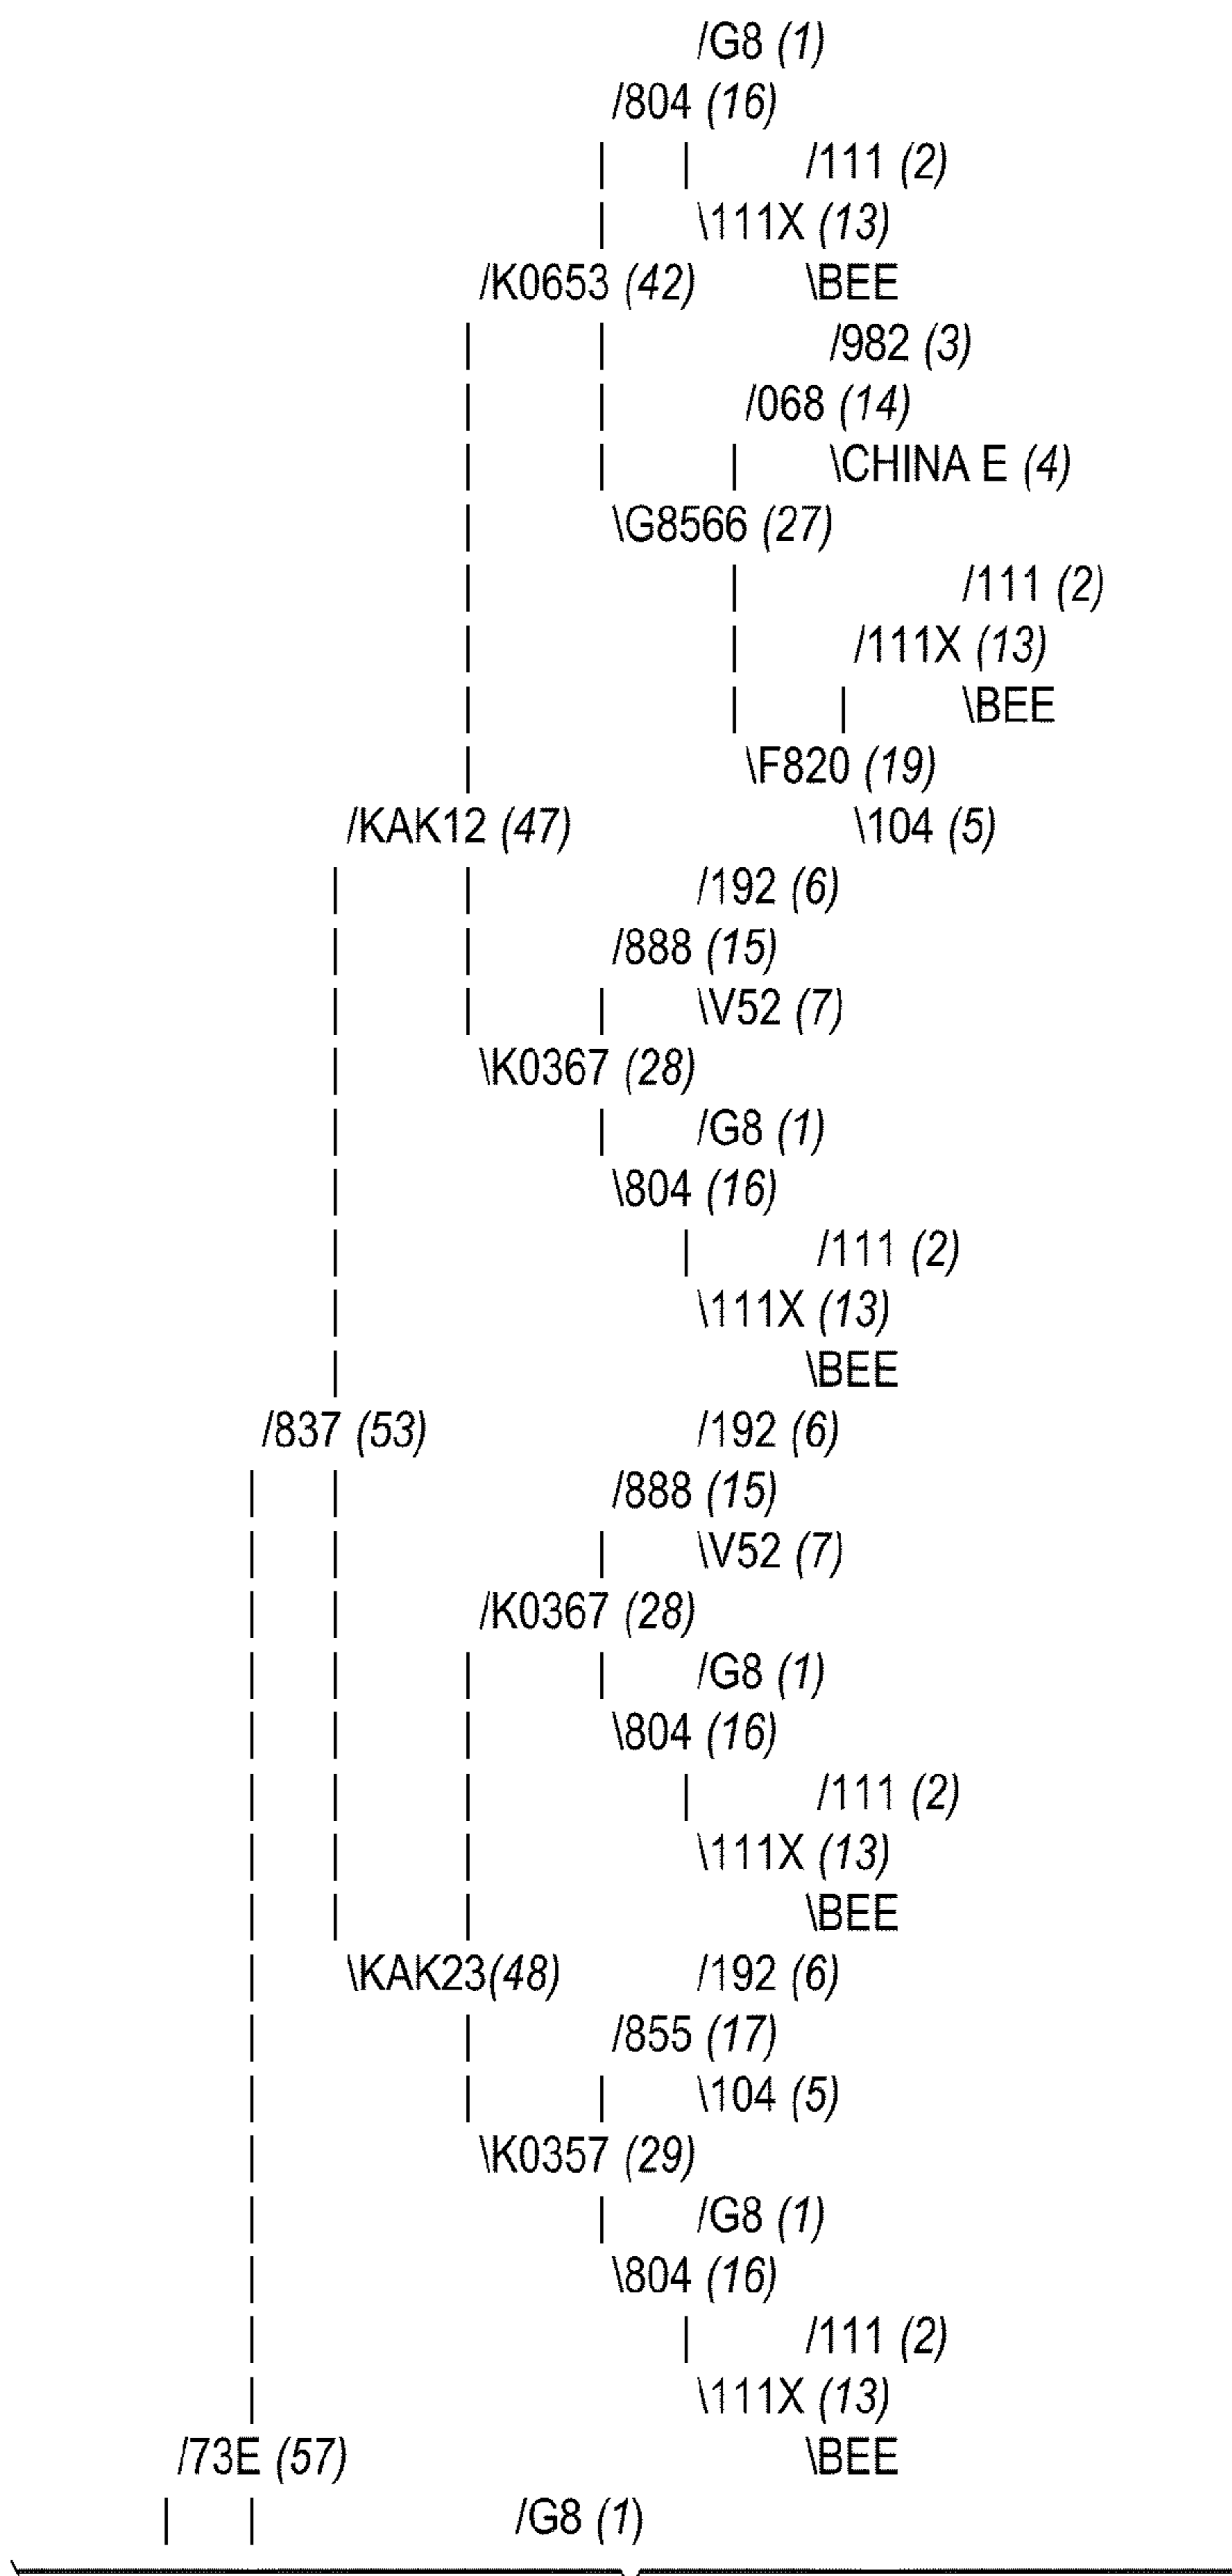 /G8 (1)
/804 (16)
| | /111 (2)
| \111X (13)
/K0653 (42) \BEE
| | /982 (3)
| | /068 (14)
| | | \CHINA E (4)
| \G8566 (27)
| | /111 (2)
| | /111X (13)
| | | \BEE
| \F820 (19)
/KAK12 (47) \104 (5)
| | /192 (6)
| | /888 (15)
| | | \V52 (7)
| \K0367 (28)
| | /G8 (1)
| \804 (16)
| | /111 (2)
| \111X (13)
| \BEE
/837 (53) /192 (6)
| | /888 (15)
| | | \V52 (7)
| | /K0367 (28)
| | | | /G8 (1)
| | | \804 (16)
| | | | /111 (2)
| | | \111X (13)
| | | \BEE
| \KAK23(48) /192 (6)
| | /855 (17)
| | | \104 (5)
| \K0357 (29)
| | /G8 (1)
| \804 (16)
| | /111 (2)
| \111X (13)
/73E (57) \BEE
| | /G8 (1)